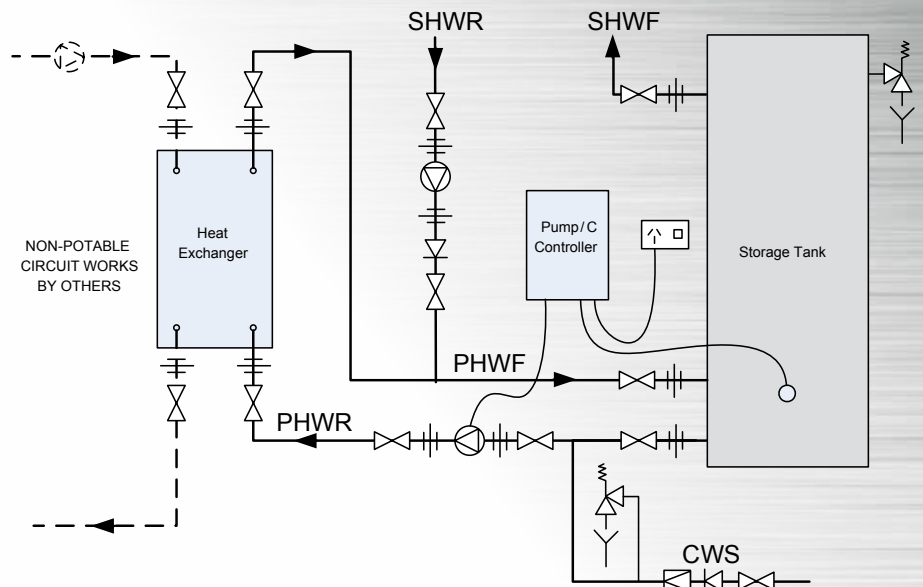 SHWR
SHWF
Heat
Exchanger
NON-POTABLE
CIRCUIT WORKS
BY OTHERS
Pump/C
Controller
Storage Tank
PHWF
PHWR
CWS